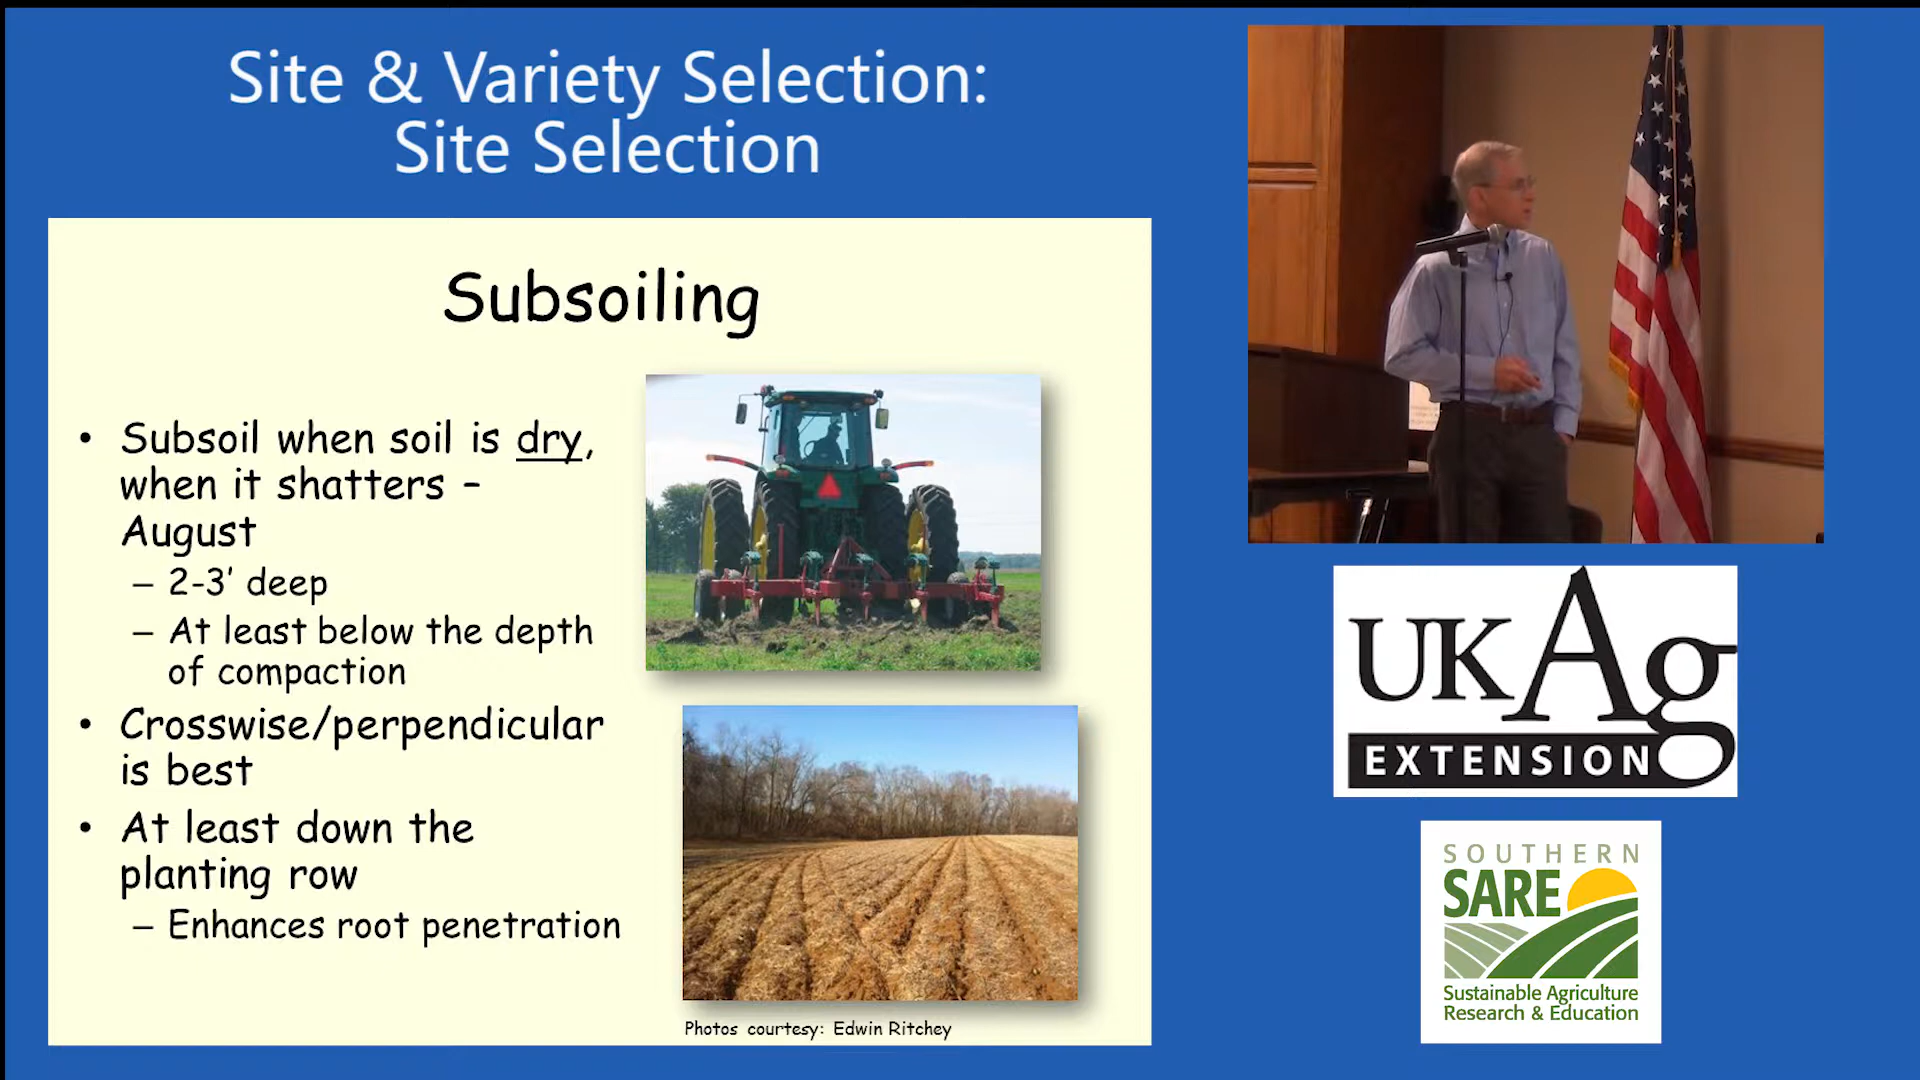 Site & Variety Selection:
Site Selection
Subsoiling
• Subsoil when soil is dry,
when it shatters –
August
– 2-3’ deep
– At least below the depth
of compaction
• Crosswise/perpendicular
is best
• At least down the
planting row
– Enhances root penetration
Photos courtesy: Edwin Ritchey
UKAg
EXTENSION
SOUTHERN
SARE
Sustainable Agriculture
Research & Education